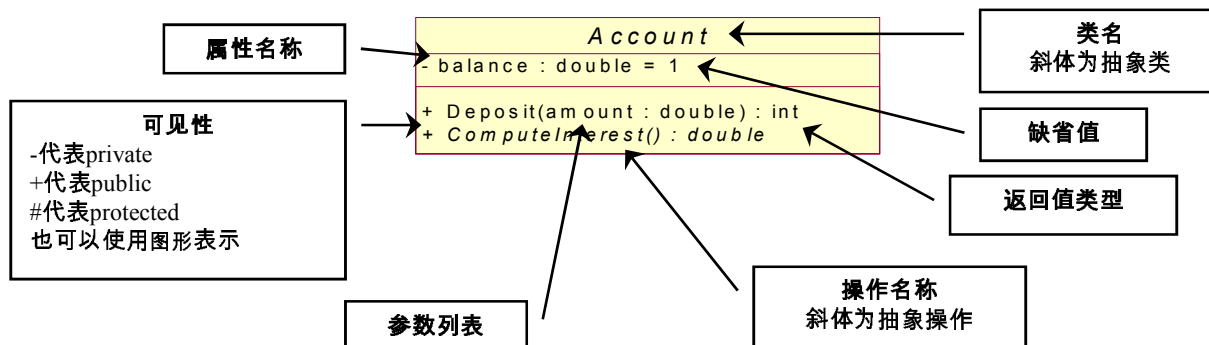 Account
类名
斜体为抽象类
属性名称
- balance : double = 1
可见性
-代表private
+代表public
#代表protected
也可以使用图形表示
+ Deposit(amount : double) : int
+ ComputeInterest() : double
缺省值
返回值类型
操作名称
斜体为抽象操作
参数列表